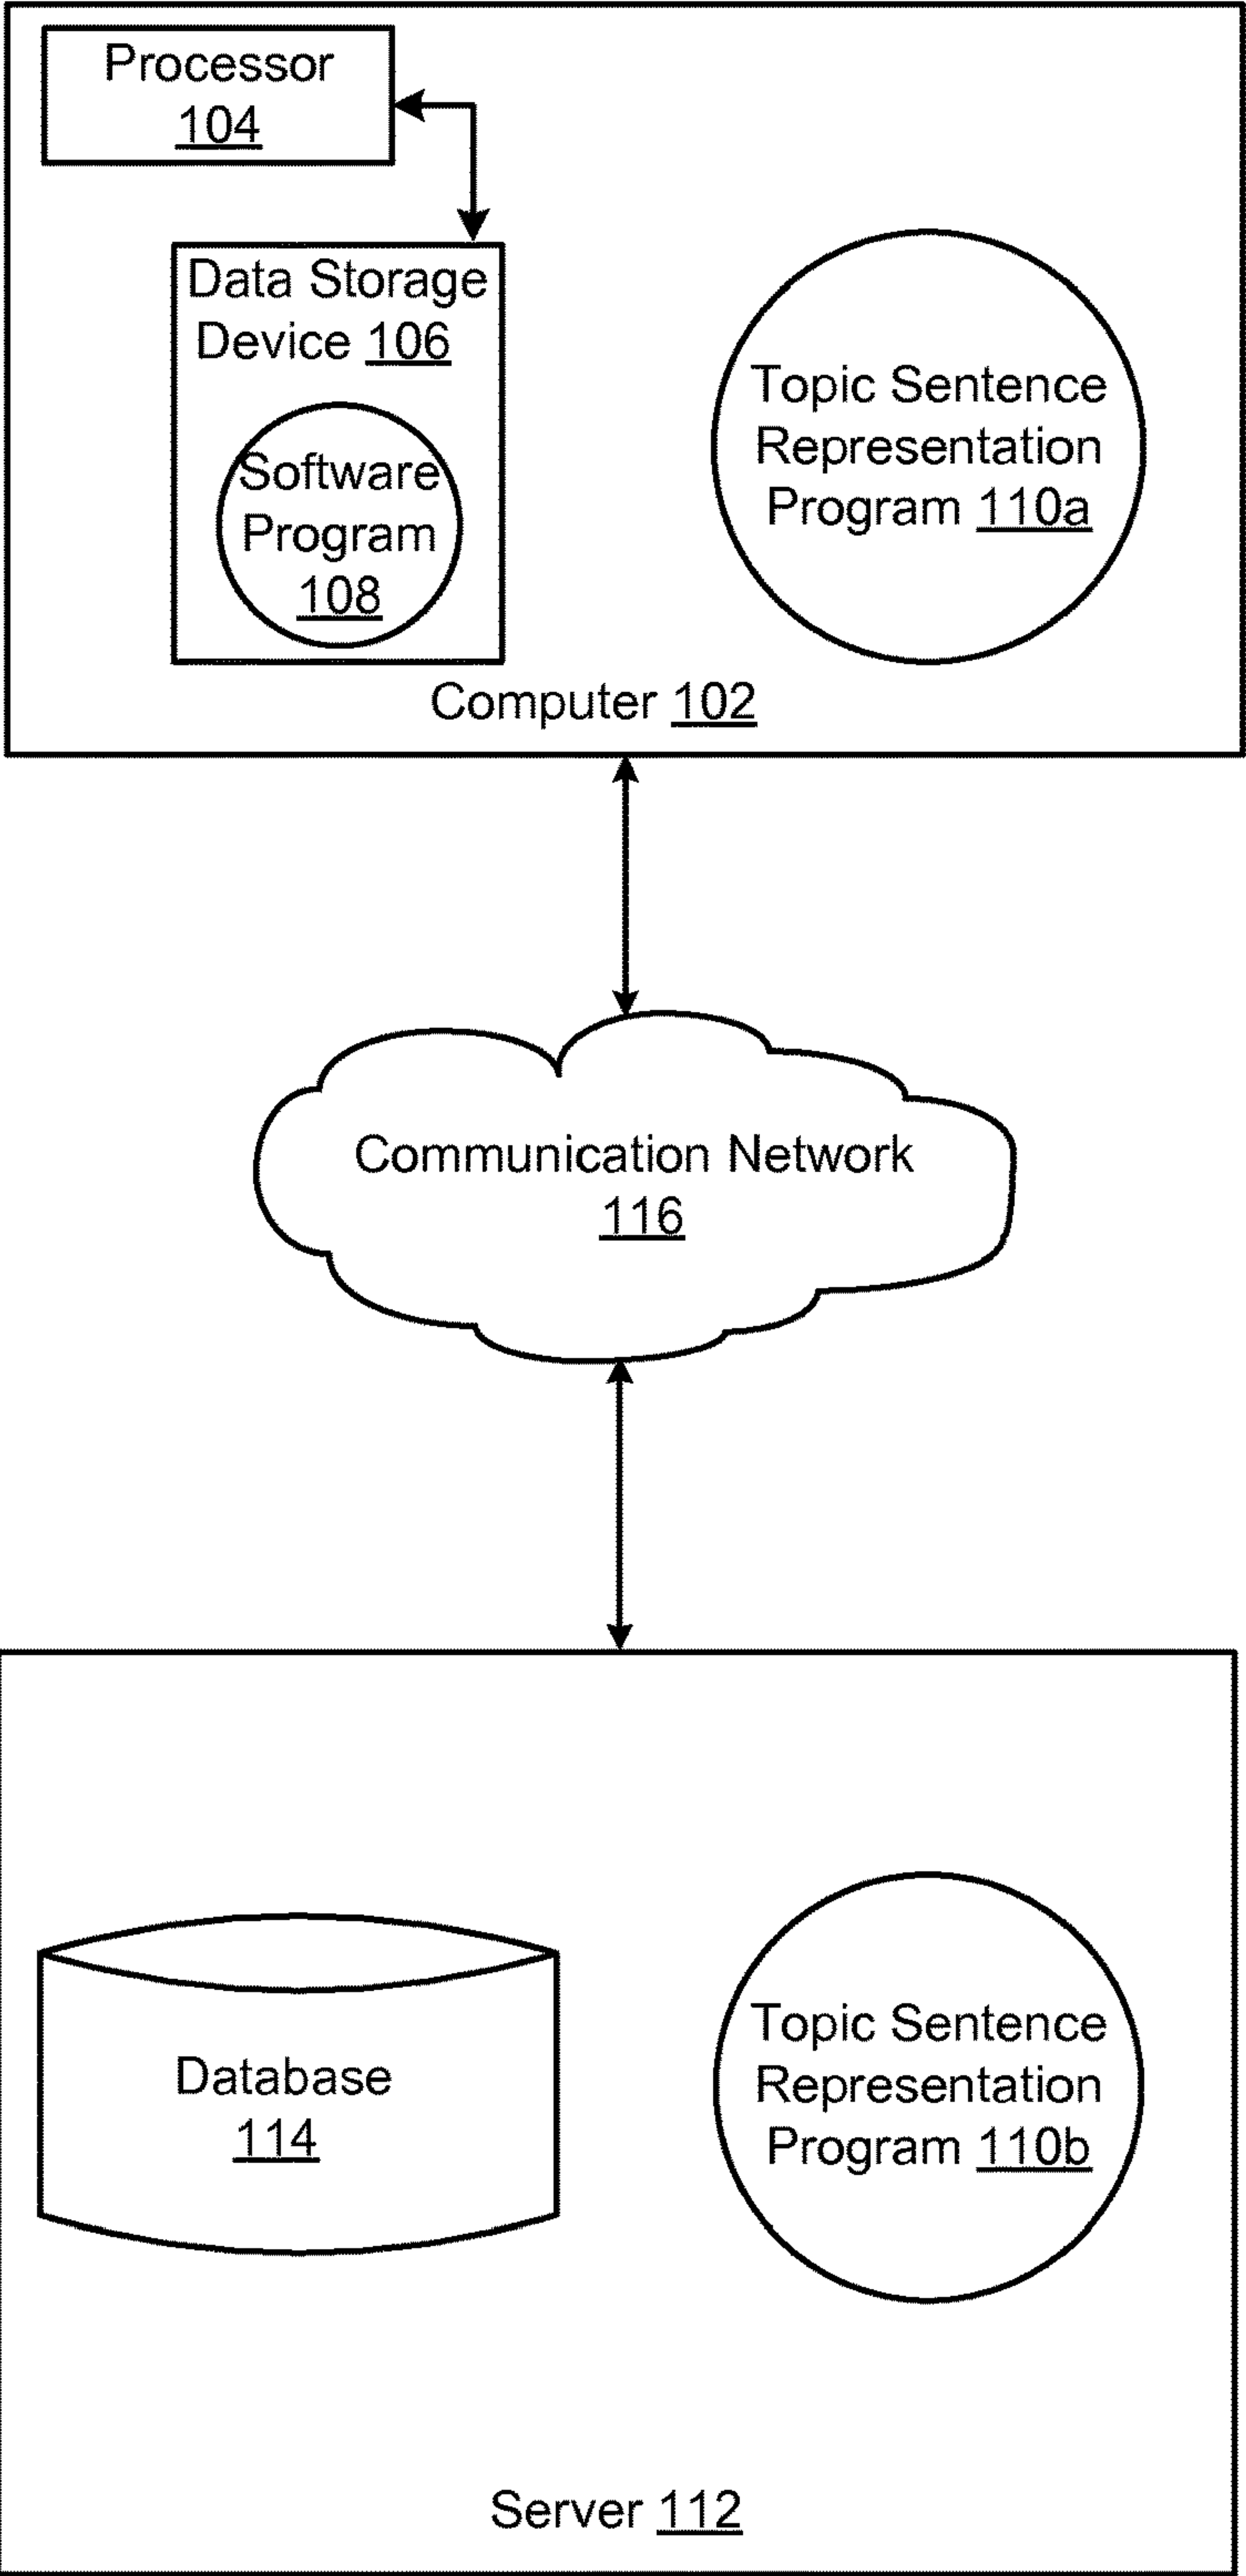 Processor
104
Data Storage
Device 106
Software
Program
108
Topic Sentence
Representation
Program 110a
Computer 102
Communication Network
116
Database
114
Topic Sentence
Representation
Program 110b
Server 112